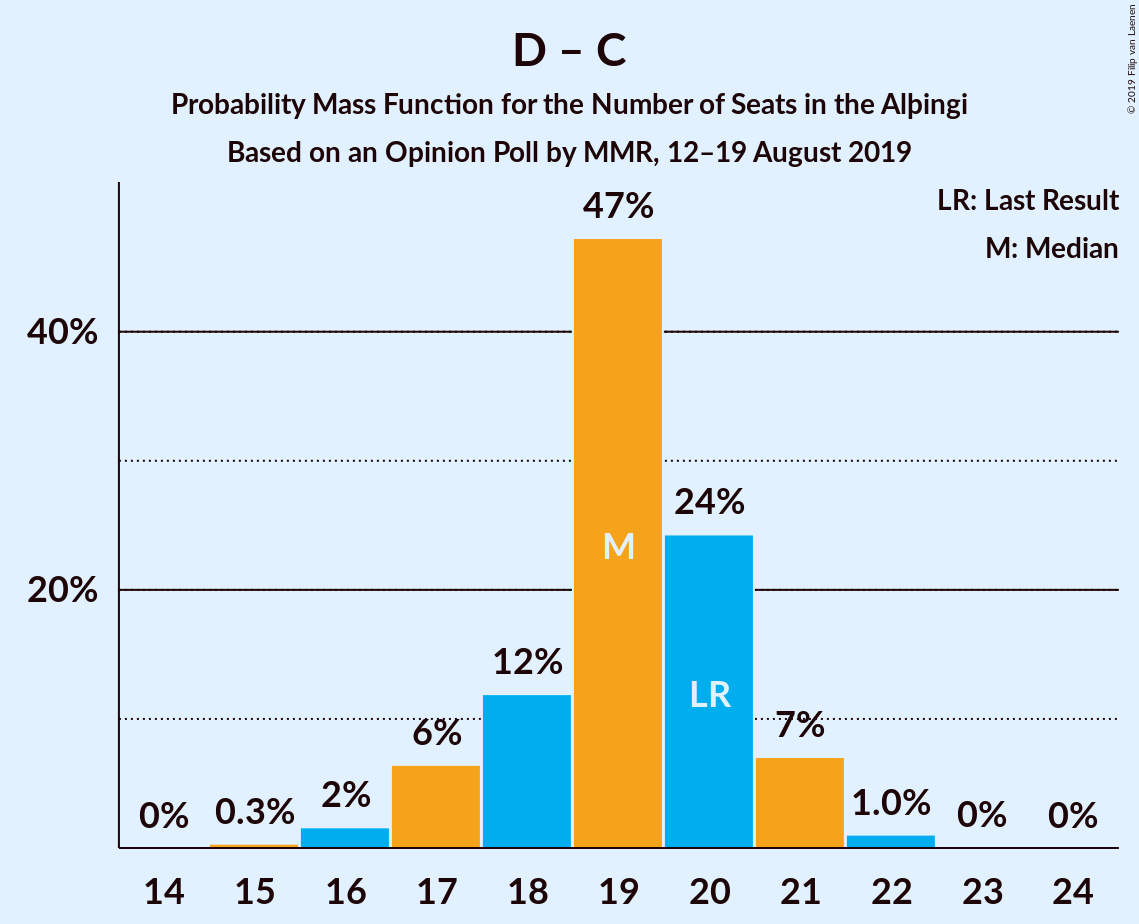 D – C
Probability Mass Function for the Number of Seats in the Alþingi
Based on an Opinion Poll by MMR, 12–19 August 2019
© 2019 Filip van Laenen
LR: Last Result
M: Median
40%
20%
0%
0.3%
2%
6%
12%
47%
M
24%
LR
7%
1.0%
0%
0%
14 15 16 17 18 19 20 21 22 23 24